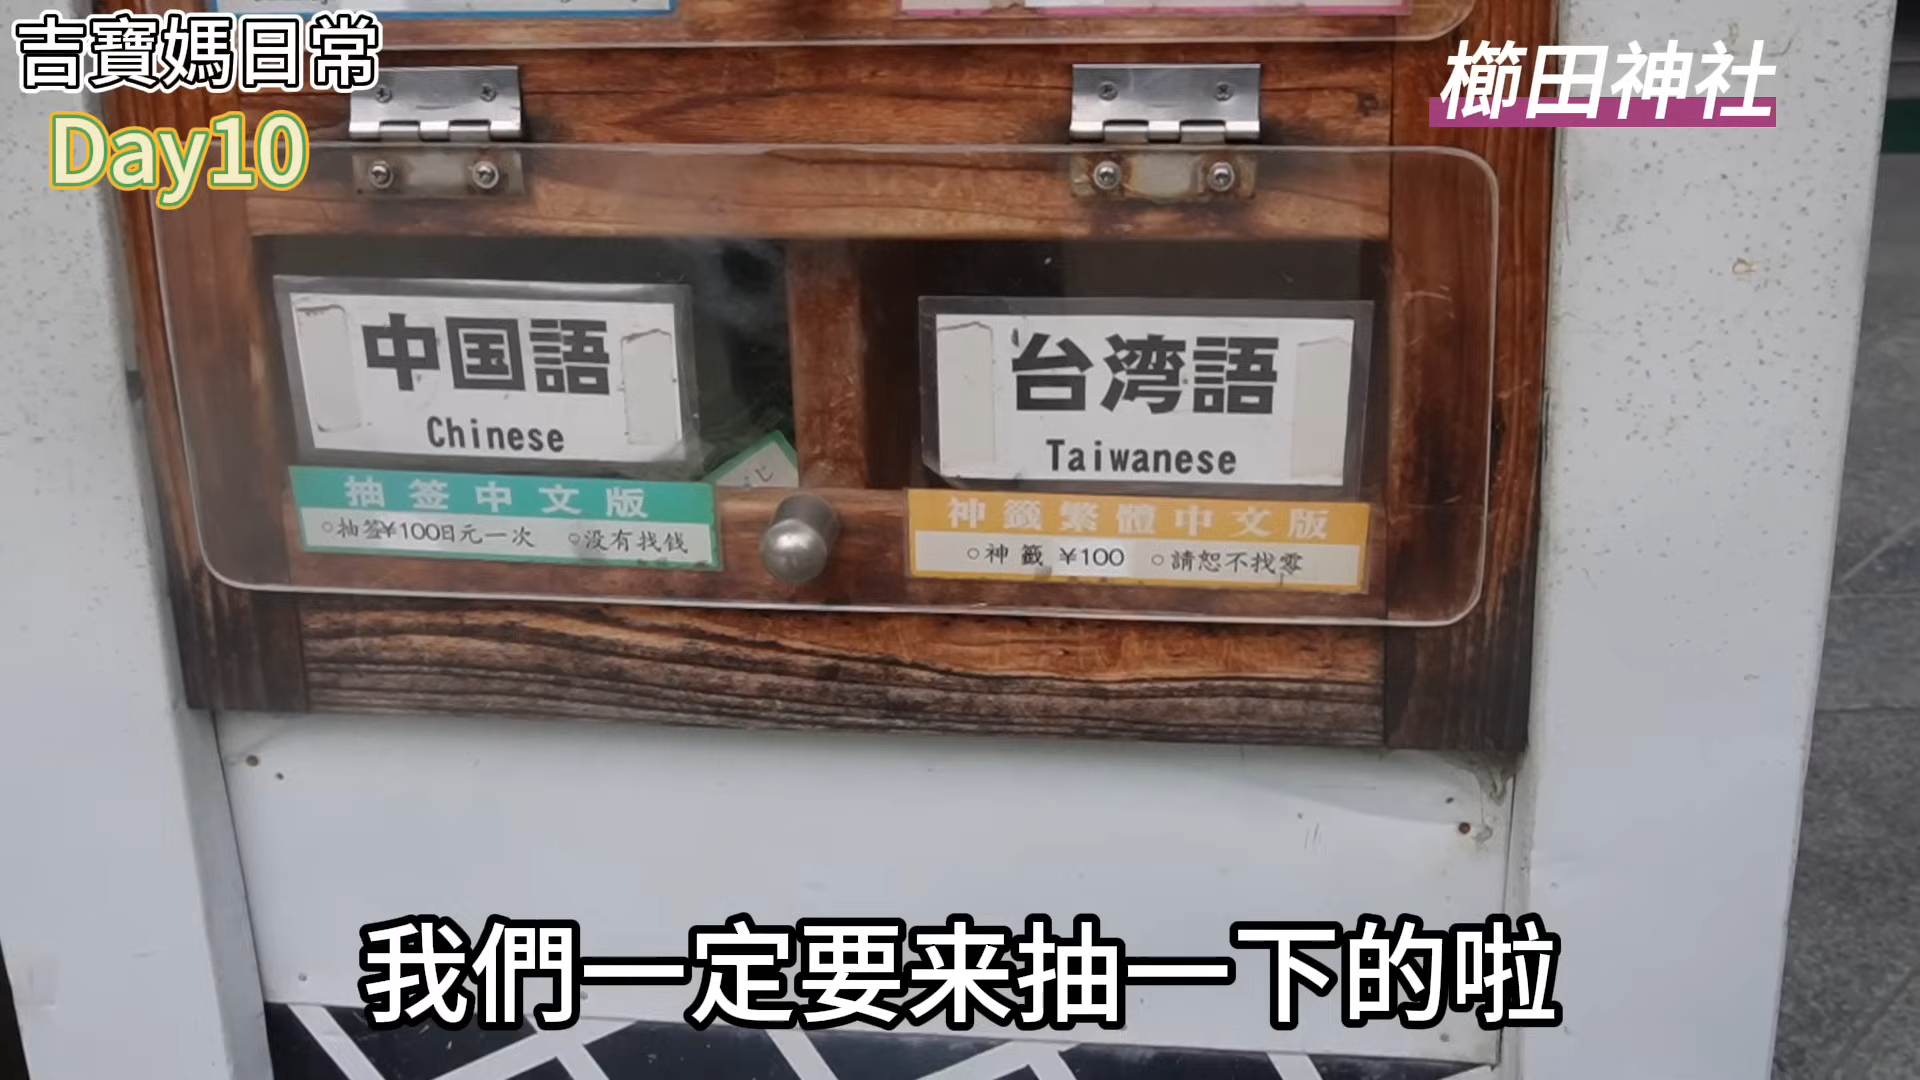 吉寶媽日常
Day10
櫛田神社
中国語
Chinese
抽签中文版
○抽签¥100日元一次 ○没有找钱
台湾語
Taiwanese
神籤繁體中文版
○神籤 ¥100 ○請恕不找零
我們一定要来抽一下的啦